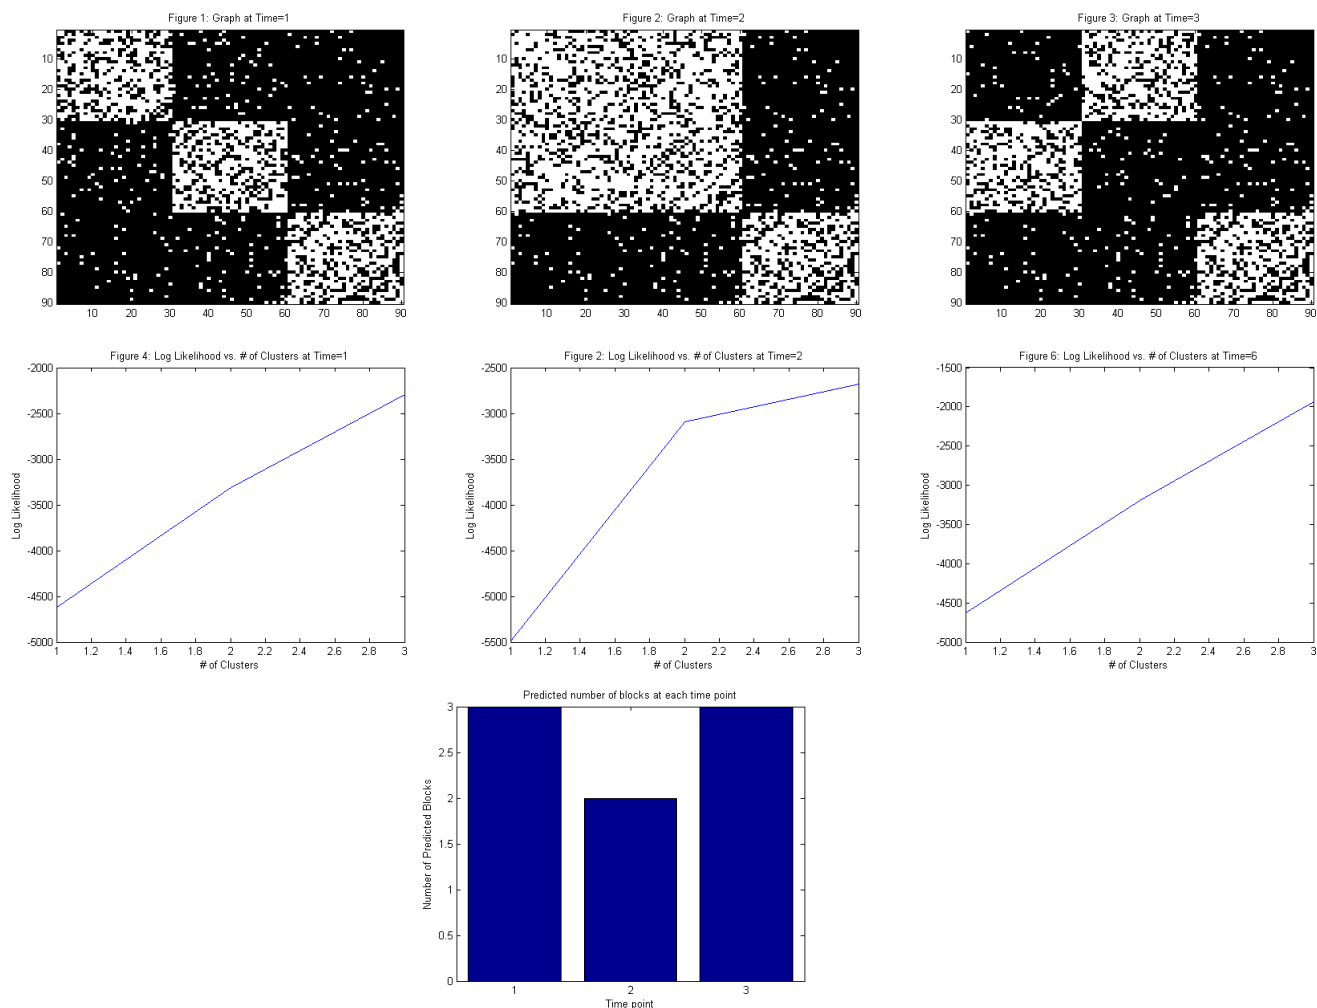 Figure 1: Graph at Time=1
10
20
30
40
50
60
70
80
90
10 20 30 40 50 60 70 80 90
Figure 2: Graph at Time=2
10
20
30
40
50
60
70
80
90
10 20 30 40 50 60 70 80 90
Figure 3: Graph at Time=3
10
20
30
40
50
60
70
80
90
10 20 30 40 50 60 70 80 90
Figure 4: Log Likelihood vs. # of Clusters at Time=1
Log Likelihood
-2000
-2500
-3000
-3500
-4000
-4500
-5000
1 1.2 1.4 1.6 1.8 2 2.2 2.4 2.6 2.8 3
# of Clusters
Figure 2: Log Likelihood vs. # of Clusters at Time=2
Log Likelihood
-2500
-3000
-3500
-4000
-4500
-5000
-5500
1 1.2 1.4 1.6 1.8 2 2.2 2.4 2.6 2.8 3
# of Clusters
Figure 6: Log Likelihood vs. # of Clusters at Time=6
Log Likelihood
-1500
-2000
-2500
-3000
-3500
-4000
-4500
-5000
1 1.2 1.4 1.6 1.8 2 2.2 2.4 2.6 2.8 3
# of Clusters
Predicted number of blocks at each time point
Number of Predicted Blocks
3
2.5
2
1.5
1
0.5
0
1 2 3
Time point